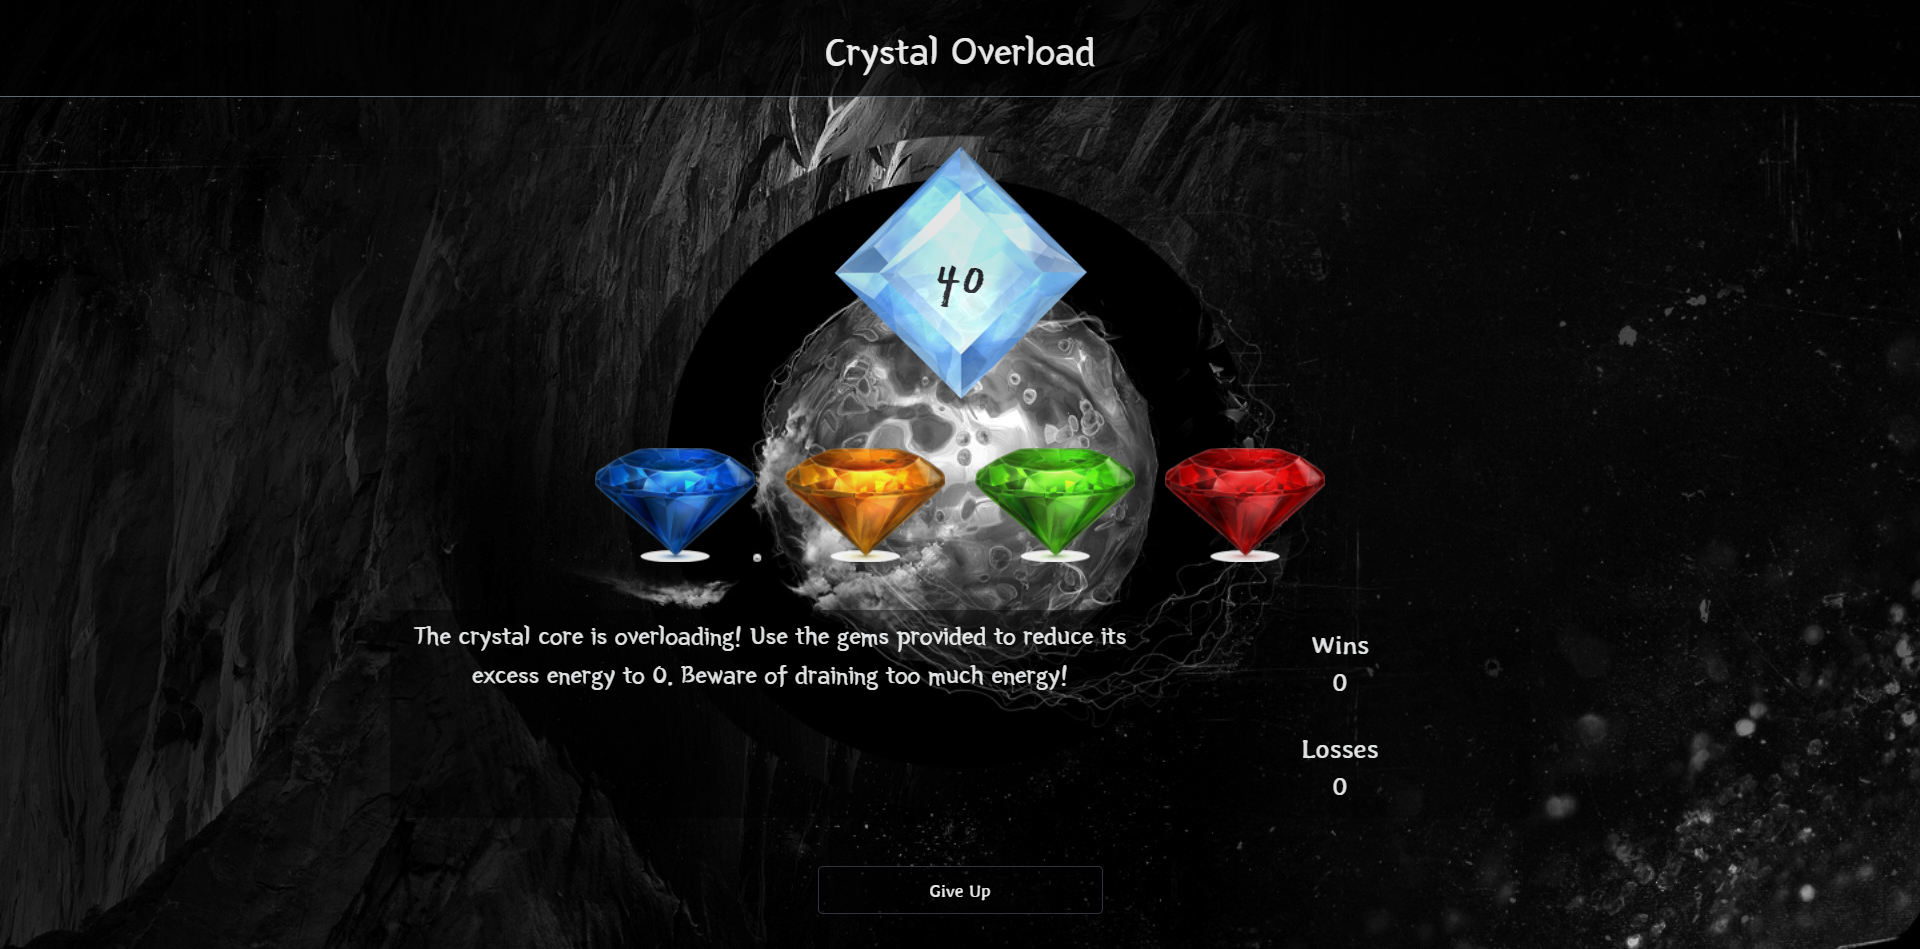 Crystal Overload
40
The crystal core is overloading! Use the gems provided to reduce its
excess energy to 0. Beware of draining too much energy!
Wins
0
Losses
0
Give Up